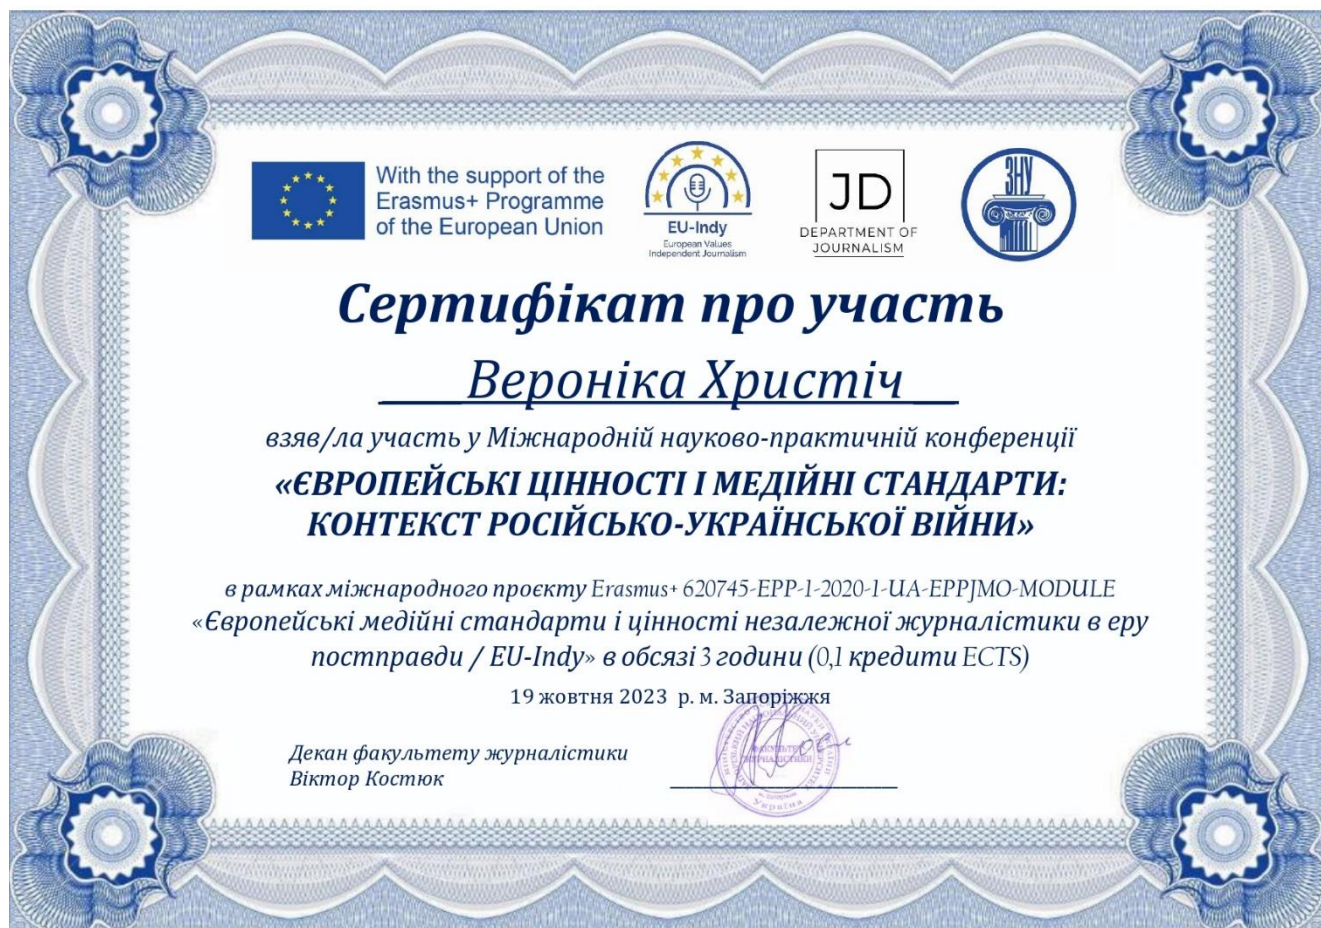 With the support of the
Erasmus+ Programme
of the European Union
EU-Indy
European Values
Independent Journalism
JD
DEPARTMENT OF
JOURNALISM
ЗНУ
Сертифікат про участь
Вероніка Христіч
взяв/ла участь у Міжнародній науково-практичній конференції
«ЄВРОПЕЙСЬКІ ЦІННОСТІ І МЕДІЙНІ СТАНДАРТИ:
КОНТЕКСТ РОСІЙСЬКО-УКРАЇНСЬКОЇ ВІЙНИ»
в рамках міжнародного проєкту Erasmus+ 620745-EPP-1-2020-1-UA-EPPJMO-MODULE
«Європейські медійні стандарти і цінності незалежної журналістики в еру
постправди / EU-Indy» в обсязі 3 години (0,1 кредити ECTS)
19 жовтня 2023 р. м. Запоріжжя
Декан факультету журналістики
Віктор Костюк
ФАКУЛЬТЕТ
ЖУРНАЛІСТИКИ
Україна